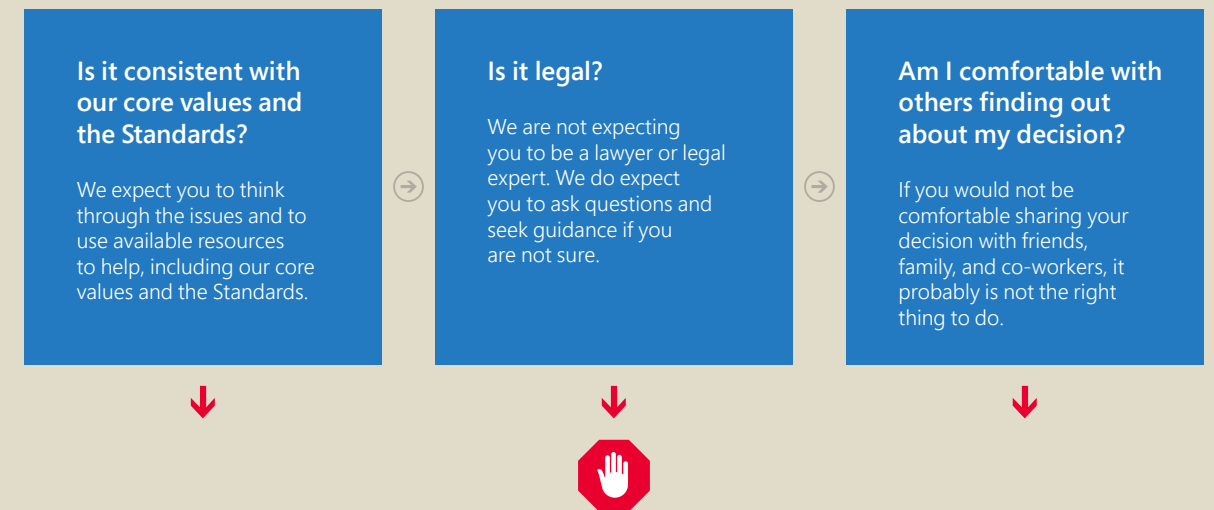 Is it consistent with
our core values and
the Standards?
We expect you to think
through the issues and to
use available resources
to help, including our core
values and the Standards.
Is it legal?
We are not expecting
you to be a lawyer or legal
expert. We do expect
you to ask questions and
seek guidance if you
are not sure.
Am I comfortable with
others finding out
about my decision?
If you would not be
comfortable sharing your
decision with friends,
family, and co-workers, it
probably is not the right
thing to do.